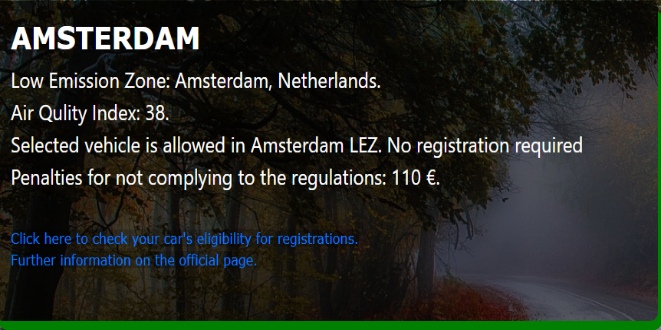 AMSTERDAM
Low Emission Zone: Amsterdam, Netherlands.
Air Qulity Index: 38.
Selected vehicle is allowed in Amsterdam LEZ. No registration required
Penalties for not complying to the regulations: 110 €.
Click here to check your car's eligibility for registrations.
Further information on the official page.